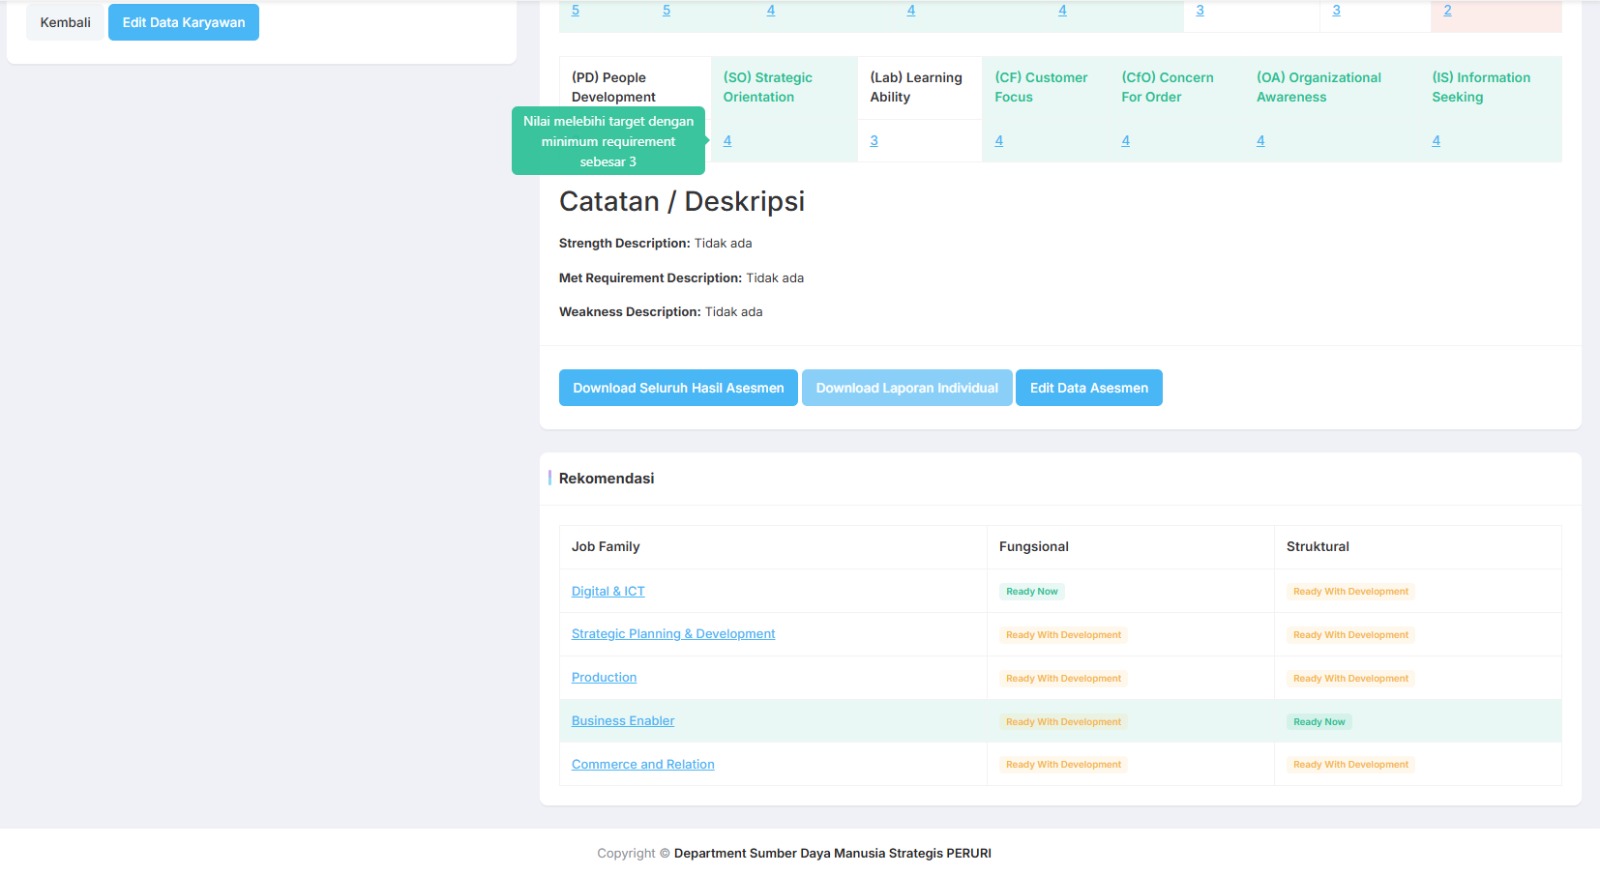 Kembali Edit Data Karyawan
5 5 4 4 4 3 3 2
(PD) People Development (SO) Strategic Orientation (Lab) Learning Ability (CF) Customer Focus (CfO) Concern For Order (OA) Organizational Awareness (IS) Information Seeking
Nilai melebihi target dengan
minimum requirement
sebesar 3
4 3 4 4 4 4
Catatan / Deskripsi
Strength Description: Tidak ada
Met Requirement Description: Tidak ada
Weakness Description: Tidak ada
Download Seluruh Hasil Asesmen Download Laporan Individual Edit Data Asesmen
Rekomendasi
Job Family Fungsional Struktural
Digital & ICT Ready Now Ready With Development
Strategic Planning & Development Ready With Development Ready With Development
Production Ready With Development Ready With Development
Business Enabler Ready With Development Ready Now
Commerce and Relation Ready With Development Ready With Development
Copyright © Department Sumber Daya Manusia Strategis PERURI